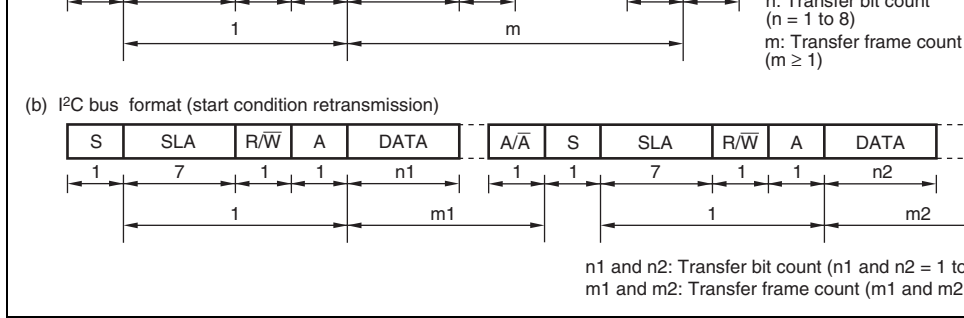 n: Transfer bit count
(n = 1 to 8)
1 m
m: Transfer frame count
(m ≥ 1)
(b) I²C bus format (start condition retransmission)
S SLA R/W̅ A DATA A/A̅ S SLA R/W̅ A DATA
1 7 1 1 n1 1 1 7 1 1 n2
1 m1 1 m2
n1 and n2: Transfer bit count (n1 and n2 = 1 to
m1 and m2: Transfer frame count (m1 and m2